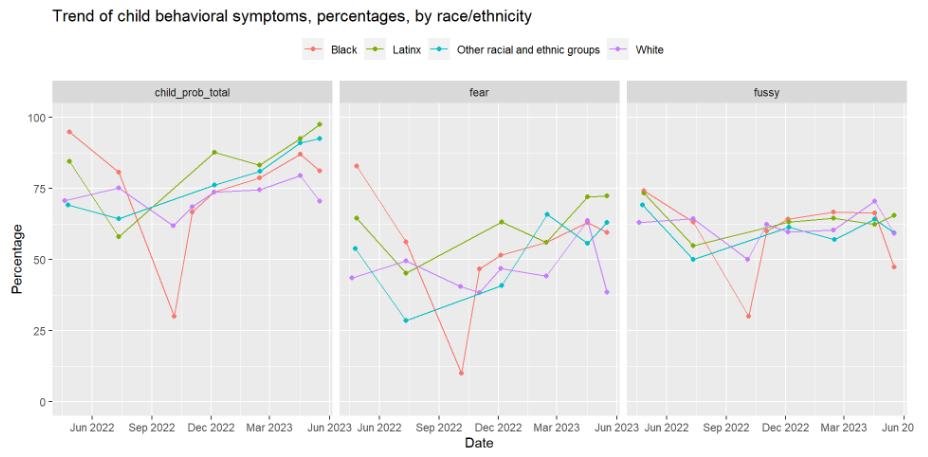 Trend of child behavioral symptoms, percentages, by race/ethnicity
Black Latinx Other racial and ethnic groups White
child_prob_total fear fussy
100
75
50
25
0
Percentage
Jun 2022 Sep 2022 Dec 2022 Mar 2023 Jun 2023 Jun 2022 Sep 2022 Dec 2022 Mar 2023 Jun 2023 Jun 2022 Sep 2022 Dec 2022 Mar 2023 Jun 20
Date